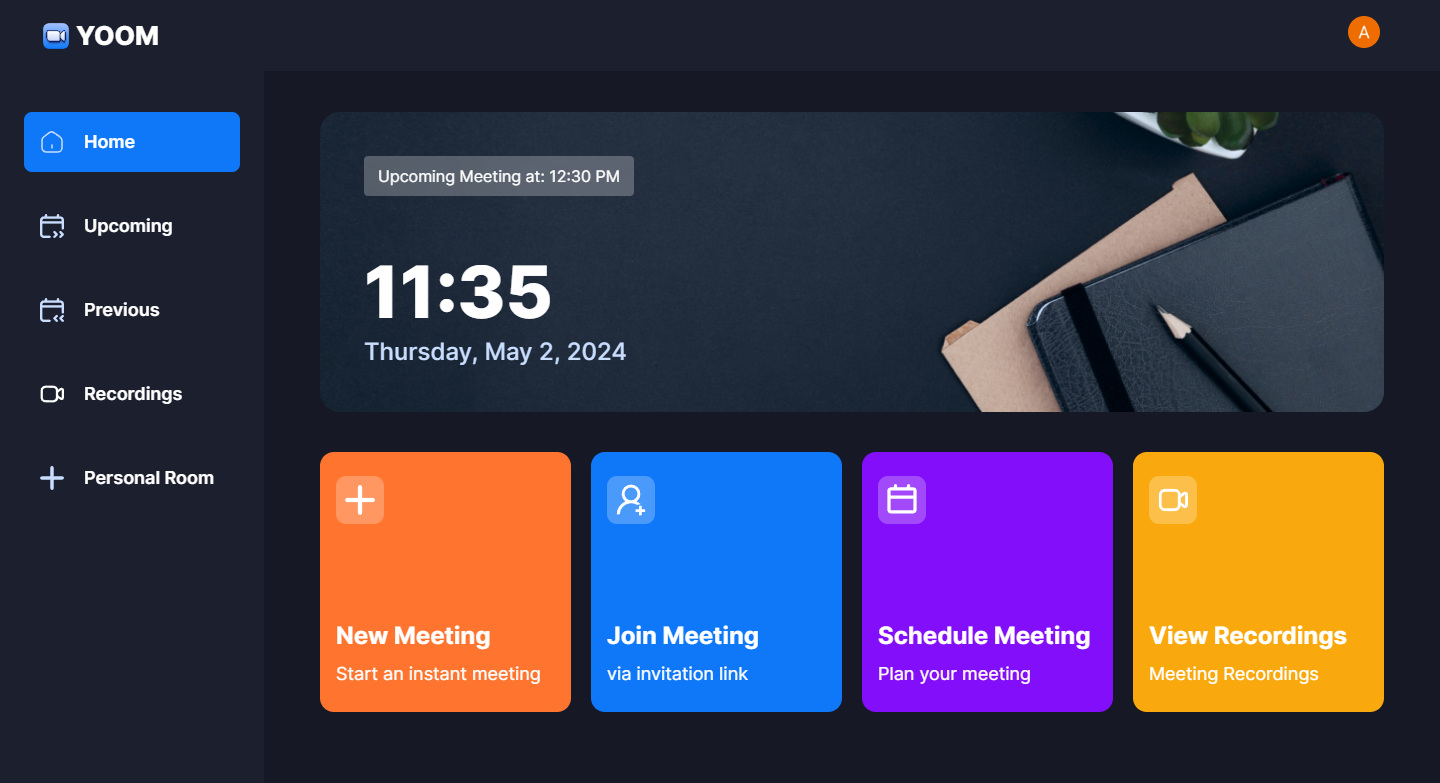 YOOM
A
Home
Upcoming
Previous
Recordings
Personal Room
Upcoming Meeting at: 12:30 PM
11:35
Thursday, May 2, 2024
New Meeting
Start an instant meeting
Join Meeting
via invitation link
Schedule Meeting
Plan your meeting
View Recordings
Meeting Recordings